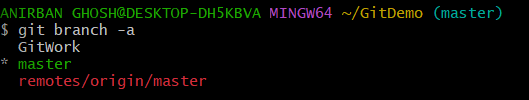 ANIRBAN GHOSH@DESKTOP-DH5KBVA MINGW64 ~/GitDemo (master)
$ git branch -a
  GitWork
* master
  remotes/origin/master